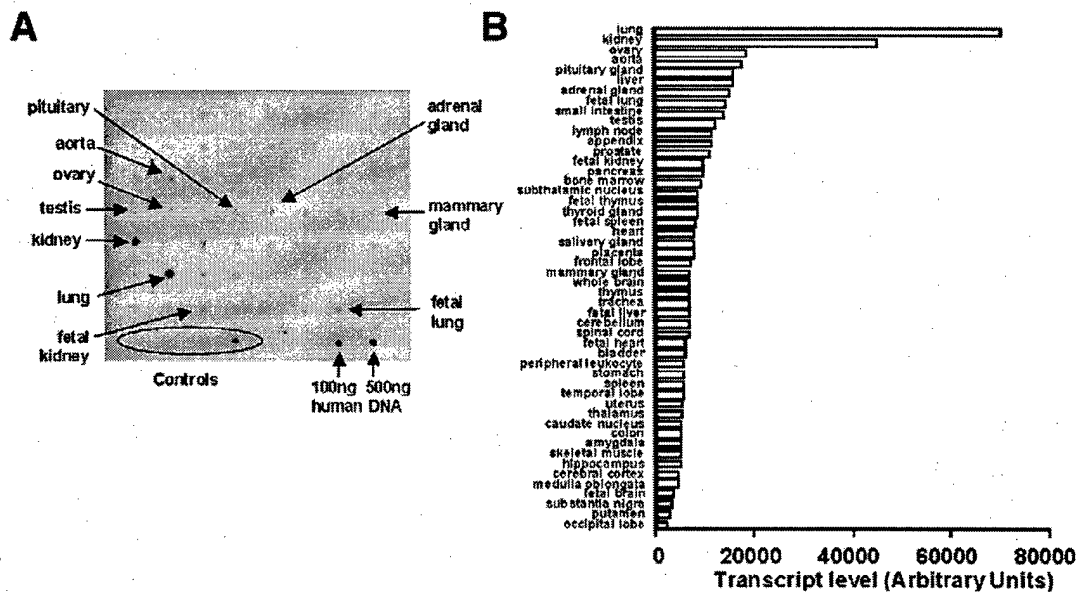 A
pituitary
aorta
ovary
testis
kidney
lung
fetal
kidney
adrenal
gland
mammary
gland
fetal
lung
Controls
100ng 500ng
human DNA
B
lung
kidney
ovary
aorta
pituitary gland
liver
adrenal gland
fetal lung
small intestine
testis
lymph node
appendix
prostate
fetal kidney
pancreas
bone marrow
subthalamic nucleus
fetal thymus
thyroid gland
fetal spleen
heart
salivary gland
placenta
frontal lobe
mammary gland
whole brain
thymus
trachea
fetal liver
cerebellum
spinal cord
fetal heart
bladder
peripheral leukocyte
stomach
spleen
temporal lobe
uterus
thalamus
caudate nucleus
colon
amygdala
skeletal muscle
hippocampus
cerebral cortex
medulla oblongata
fetal brain
substantia nigra
putamen
occipital lobe
0 20000 40000 60000 80000
Transcript level (Arbitrary Units)